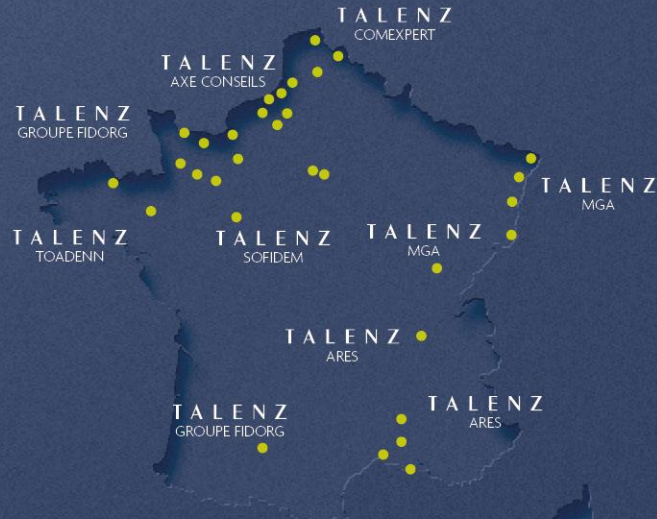 TALENZ
COMEXPERT
TALENZ
AXE CONSEILS
TALENZ
GROUPE FIDORG
TALENZ
MGA
TALENZ
TOADENN
TALENZ
SOFIDEM
TALENZ
MGA
TALENZ
ARES
TALENZ
GROUPE FIDORG
TALENZ
ARES